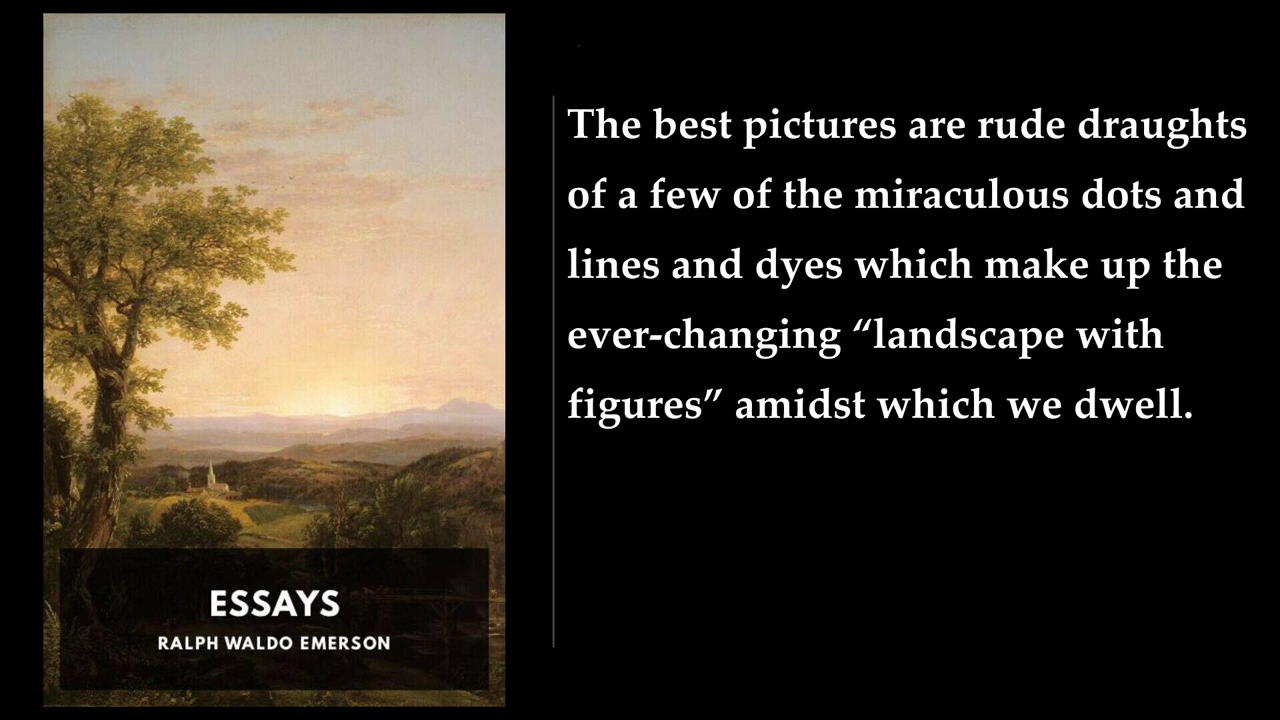 The best pictures are rude draughts
of a few of the miraculous dots and
lines and dyes which make up the
ever-changing “landscape with
figures” amidst which we dwell.
ESSAYS
RALPH WALDO EMERSON